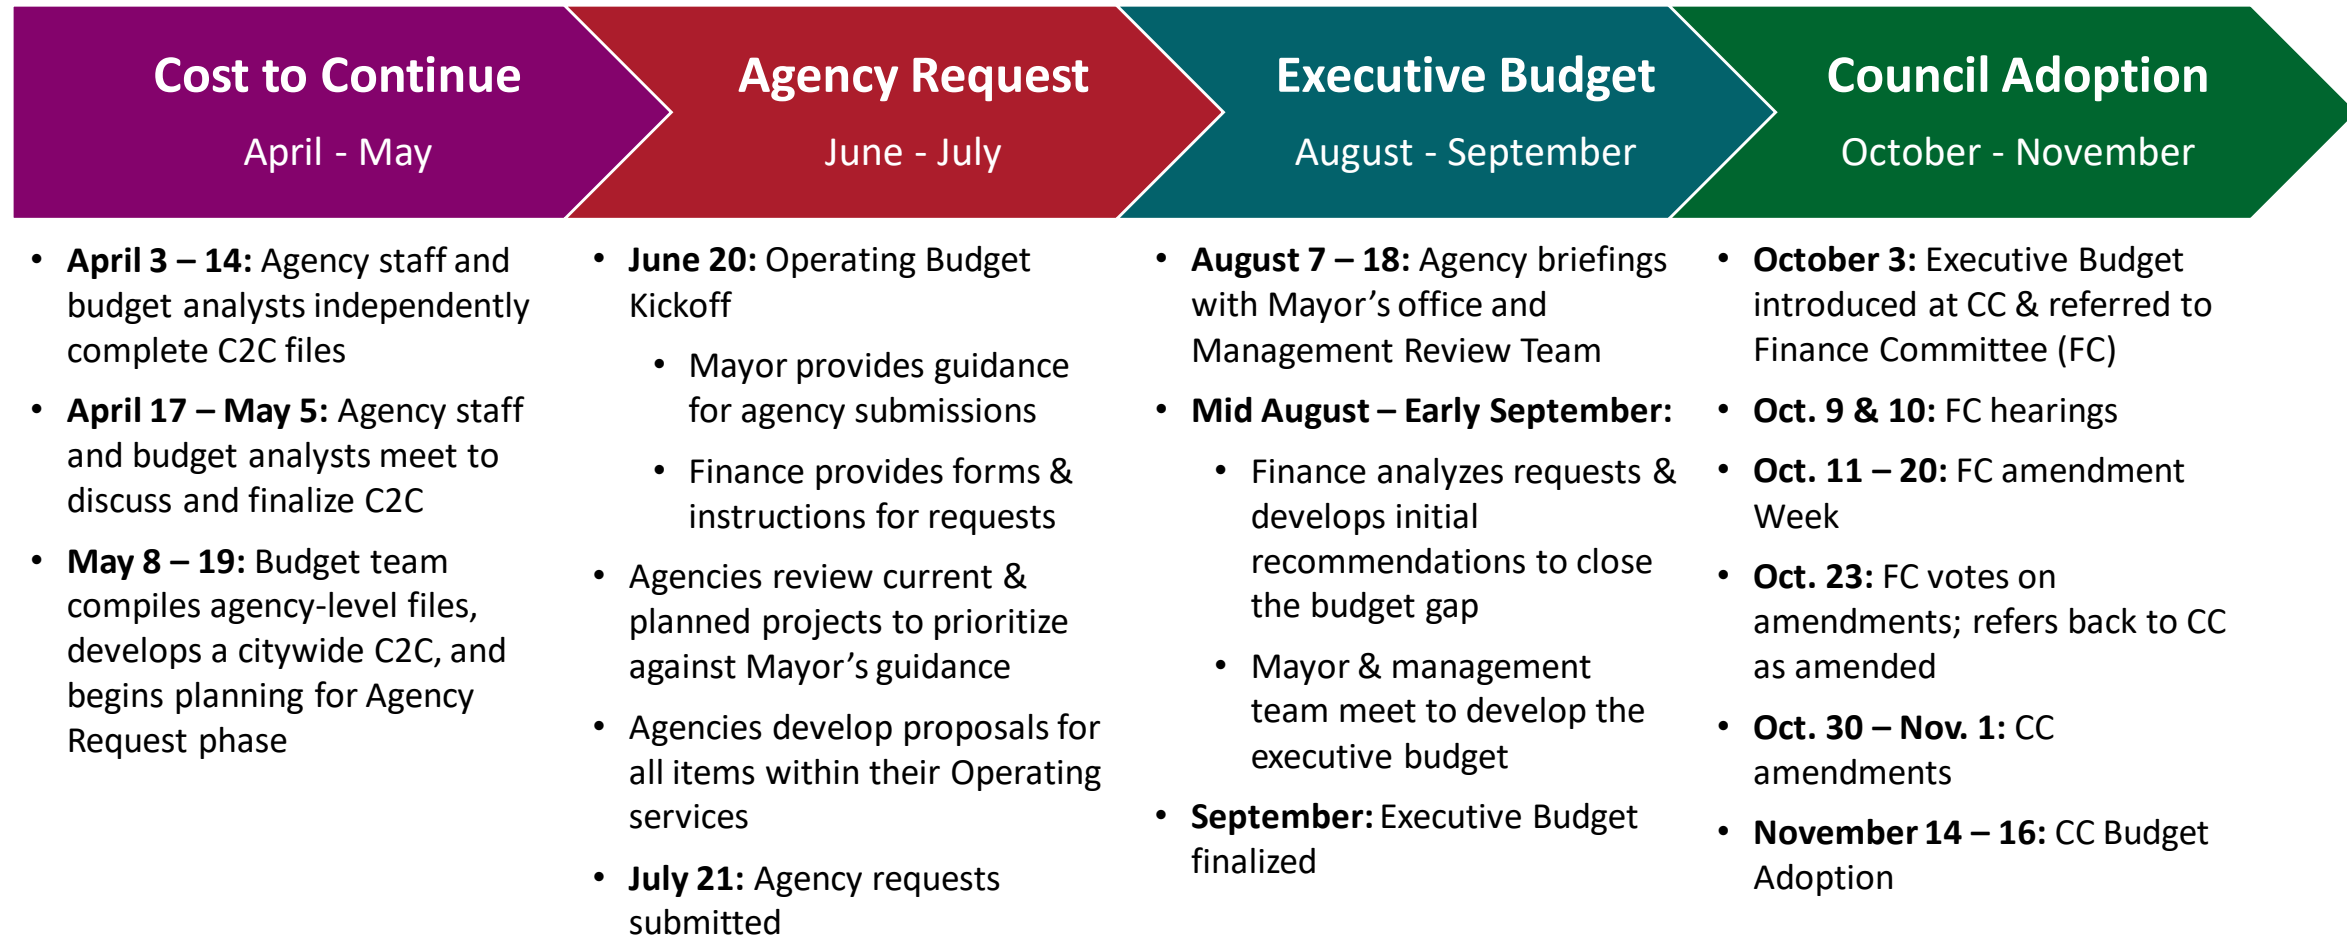 Cost to Continue
April - May
• April 3 – 14: Agency staff and
budget analysts independently
complete C2C files
• April 17 – May 5: Agency staff
and budget analysts meet to
discuss and finalize C2C
• May 8 – 19: Budget team
compiles agency-level files,
develops a citywide C2C, and
begins planning for Agency
Request phase
Agency Request
June - July
• June 20: Operating Budget
Kickoff
• Mayor provides guidance
for agency submissions
• Finance provides forms &
instructions for requests
• Agencies review current &
planned projects to prioritize
against Mayor’s guidance
• Agencies develop proposals for
all items within their Operating
services
• July 21: Agency requests
submitted
Executive Budget
August - September
• August 7 – 18: Agency briefings
with Mayor’s office and
Management Review Team
• Mid August – Early September:
• Finance analyzes requests &
develops initial
recommendations to close
the budget gap
• Mayor & management
team meet to develop the
executive budget
• September: Executive Budget
finalized
Council Adoption
October - November
• October 3: Executive Budget
introduced at CC & referred to
Finance Committee (FC)
• Oct. 9 & 10: FC hearings
• Oct. 11 – 20: FC amendment
Week
• Oct. 23: FC votes on
amendments; refers back to CC
as amended
• Oct. 30 – Nov. 1: CC
amendments
• November 14 – 16: CC Budget
Adoption